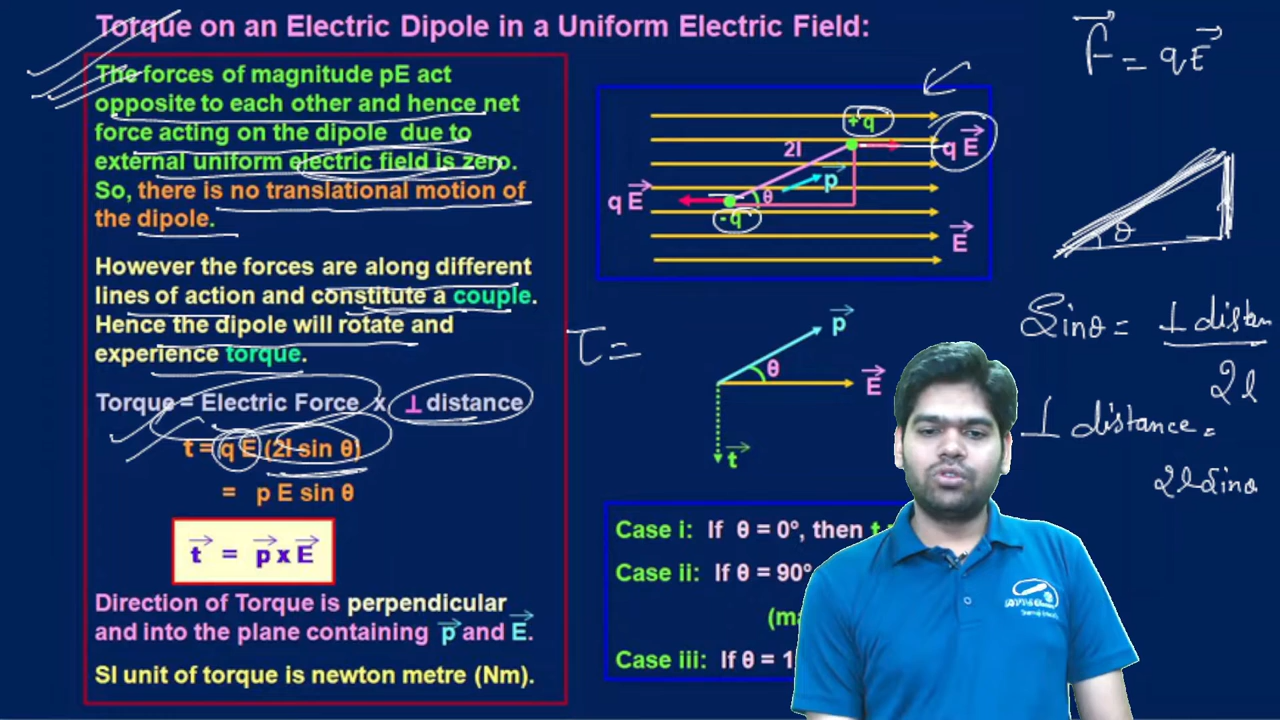 Torque on an Electric Dipole in a Uniform Electric Field:
The forces of magnitude pE act
opposite to each other and hence net
force acting on the dipole due to
external uniform electric field is zero.
So, there is no translational motion of
the dipole.
However the forces are along different
lines of action and constitute a couple.
Hence the dipole will rotate and
experience torque.
Torque = Electric Force x ⊥ distance
t = q E (2l sin θ)
= p E sin θ
t = p x E
Direction of Torque is perpendicular
and into the plane containing p and E.
SI unit of torque is newton metre (Nm).
+ q
2l
q E
p
q E
θ
- q
E
τ =
p
θ
E
t
Case i: If θ = 0°, then t
Case ii: If θ = 90°
(ma
Case iii: If θ = 1
F = qE
θ
Sinθ = ⊥ distan
2l
⊥ distance =
2l Sinθ